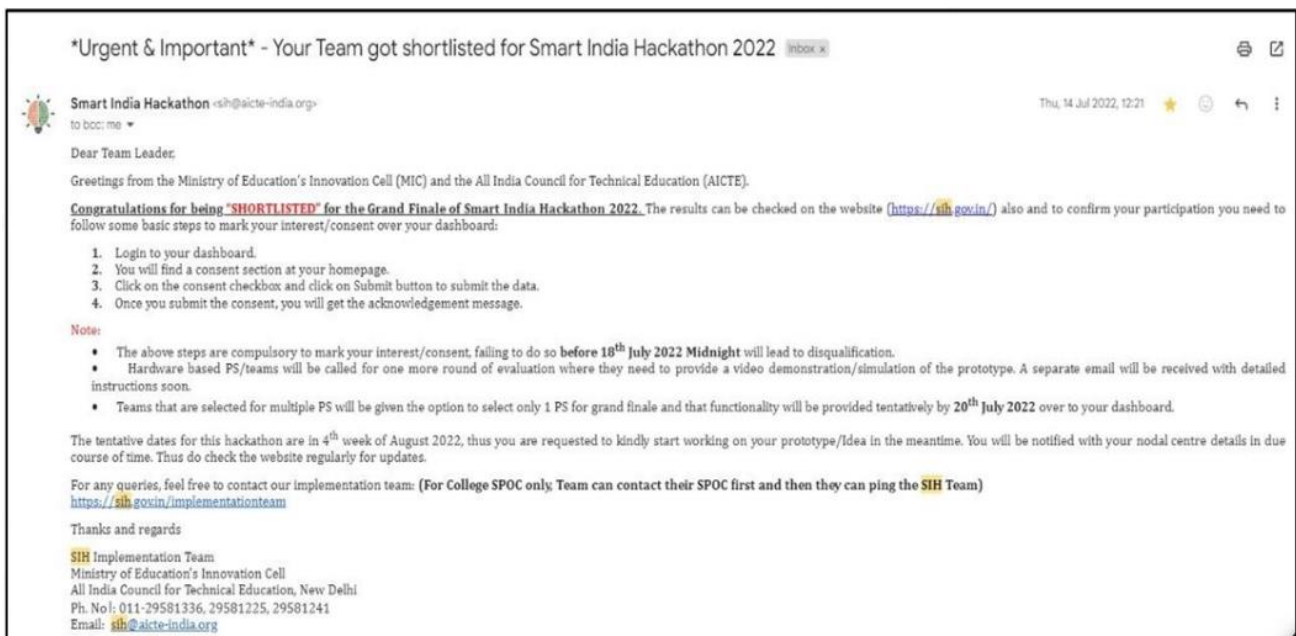 *Urgent & Important* - Your Team got shortlisted for Smart India Hackathon 2022 Inbox x
Smart India Hackathon <sih@aicte-india.org> Thu, 14 Jul 2022, 12:21
to bcc: me
Dear Team Leader,
Greetings from the Ministry of Education's Innovation Cell (MIC) and the All India Council for Technical Education (AICTE).
Congratulations for being "SHORTLISTED" for the Grand Finale of Smart India Hackathon 2022. The results can be checked on the website (https://sih.gov.in/) also and to confirm your participation you need to
follow some basic steps to mark your interest/consent over your dashboard:
1. Login to your dashboard.
2. You will find a consent section at your homepage.
3. Click on the consent checkbox and click on Submit button to submit the data.
4. Once you submit the consent, you will get the acknowledgement message.
Note:
• The above steps are compulsory to mark your interest/consent, failing to do so before 18th July 2022 Midnight will lead to disqualification.
• Hardware based PS/teams will be called for one more round of evaluation where they need to provide a video demonstration/simulation of the prototype. A separate email will be received with detailed
instructions soon.
• Teams that are selected for multiple PS will be given the option to select only 1 PS for grand finale and that functionality will be provided tentatively by 20th July 2022 over to your dashboard.
The tentative dates for this hackathon are in 4th week of August 2022, thus you are requested to kindly start working on your prototype/Idea in the meantime. You will be notified with your nodal centre details in due
course of time. Thus do check the website regularly for updates.
For any queries, feel free to contact our implementation team: (For College SPOC only, Team can contact their SPOC first and then they can ping the SIH Team)
https://sih.gov.in/implementationteam
Thanks and regards
SIH Implementation Team
Ministry of Education's Innovation Cell
All India Council for Technical Education, New Delhi
Ph. No|: 011-29581336, 29581225, 29581241
Email: sih@aicte-india.org